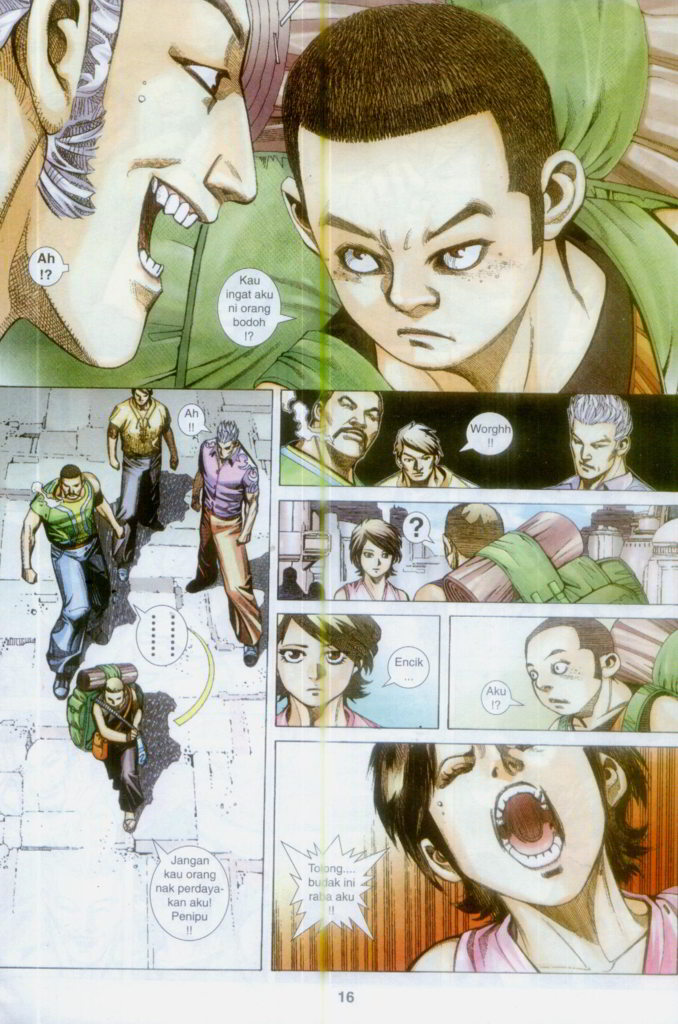 Ah
!?
Kau
ingat aku
ni orang
bodoh
!?
Ah
!!
Worghh
!!
?
Encik
...
Aku
!?
Jangan
kau orang
nak perdaya-
kan aku!
Penipu
!!
Tolong....
budak ini
raba aku
!!
16